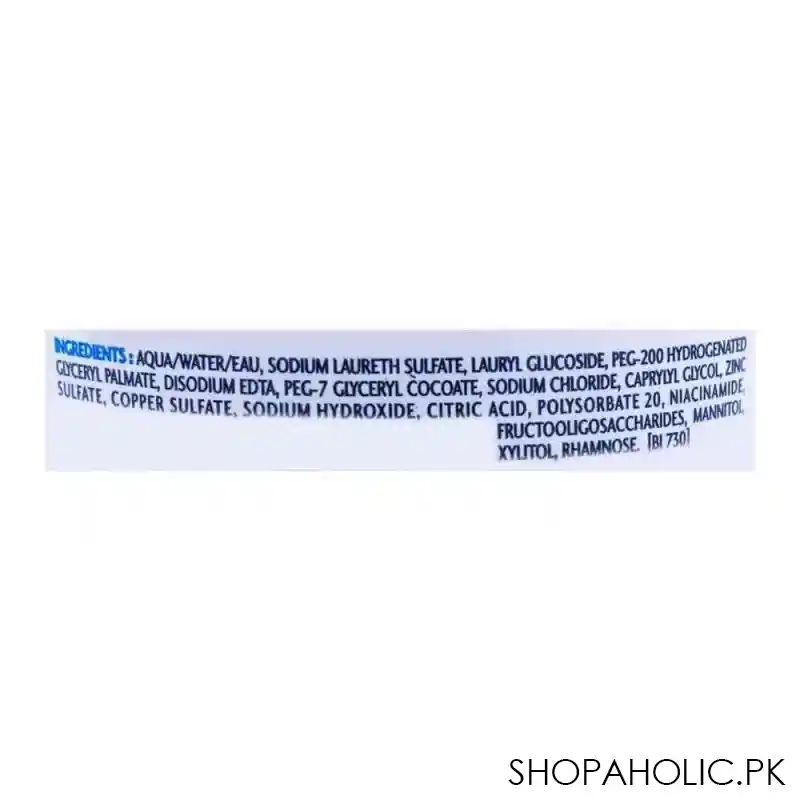 INGREDIENTS : AQUA/WATER/EAU, SODIUM LAURETH SULFATE, LAURYL GLUCOSIDE, PEG-200 HYDROGENATED
GLYCERYL PALMATE, DISODIUM EDTA, PEG-7 GLYCERYL COCOATE, SODIUM CHLORIDE, CAPRYLYL GLYCOL, ZINC
SULFATE, COPPER SULFATE, SODIUM HYDROXIDE, CITRIC ACID, POLYSORBATE 20, NIACINAMIDE,
FRUCTOOLIGOSACCHARIDES, MANNITOL,
XYLITOL, RHAMNOSE. [BI 730]
SHOPAHOLIC.PK